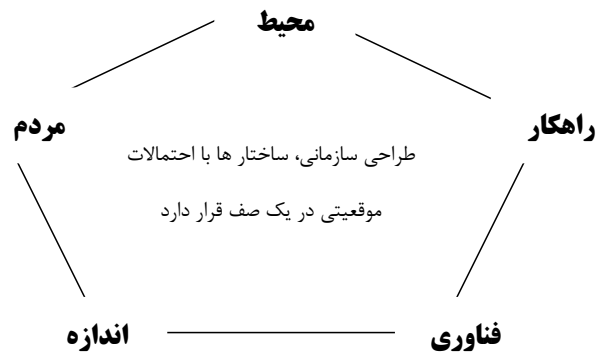 محیط
راهکار
مردم
طراحی سازمانی، ساختار ها با احتمالات
موقعیتی در یک صف قرار دارد
فناوری
اندازه